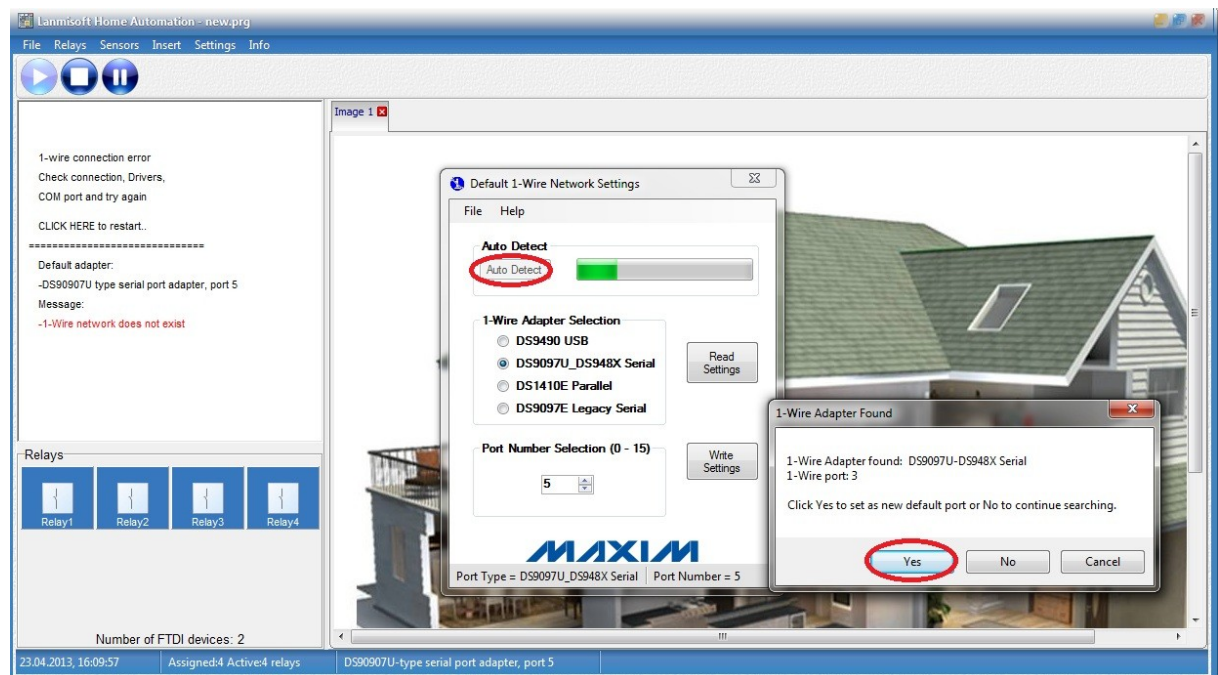 Lanmisoft Home Automation - new.prg
File Relays Sensors Insert Settings Info
Image 1
1-wire connection error
Check connection, Drivers,
COM port and try again
CLICK HERE to restart..
==============================
Default adapter:
-DS90907U type serial port adapter, port 5
Message:
-1-Wire network does not exist
Relays
Relay1 Relay2 Relay3 Relay4
Number of FTDI devices: 2
Default 1-Wire Network Settings
File Help
Auto Detect
Auto Detect
1-Wire Adapter Selection
DS9490 USB
DS9097U_DS948X Serial
DS1410E Parallel
DS9097E Legacy Serial
Read
Settings
Port Number Selection (0 - 15)
5
Write
Settings
MAXIM
Port Type = DS9097U_DS948X Serial Port Number = 5
1-Wire Adapter Found
1-Wire Adapter found: DS9097U-DS948X Serial
1-Wire port: 3
Click Yes to set as new default port or No to continue searching.
Yes No Cancel
23.04.2013, 16:09:57 Assigned:4 Active:4 relays DS90907U-type serial port adapter, port 5